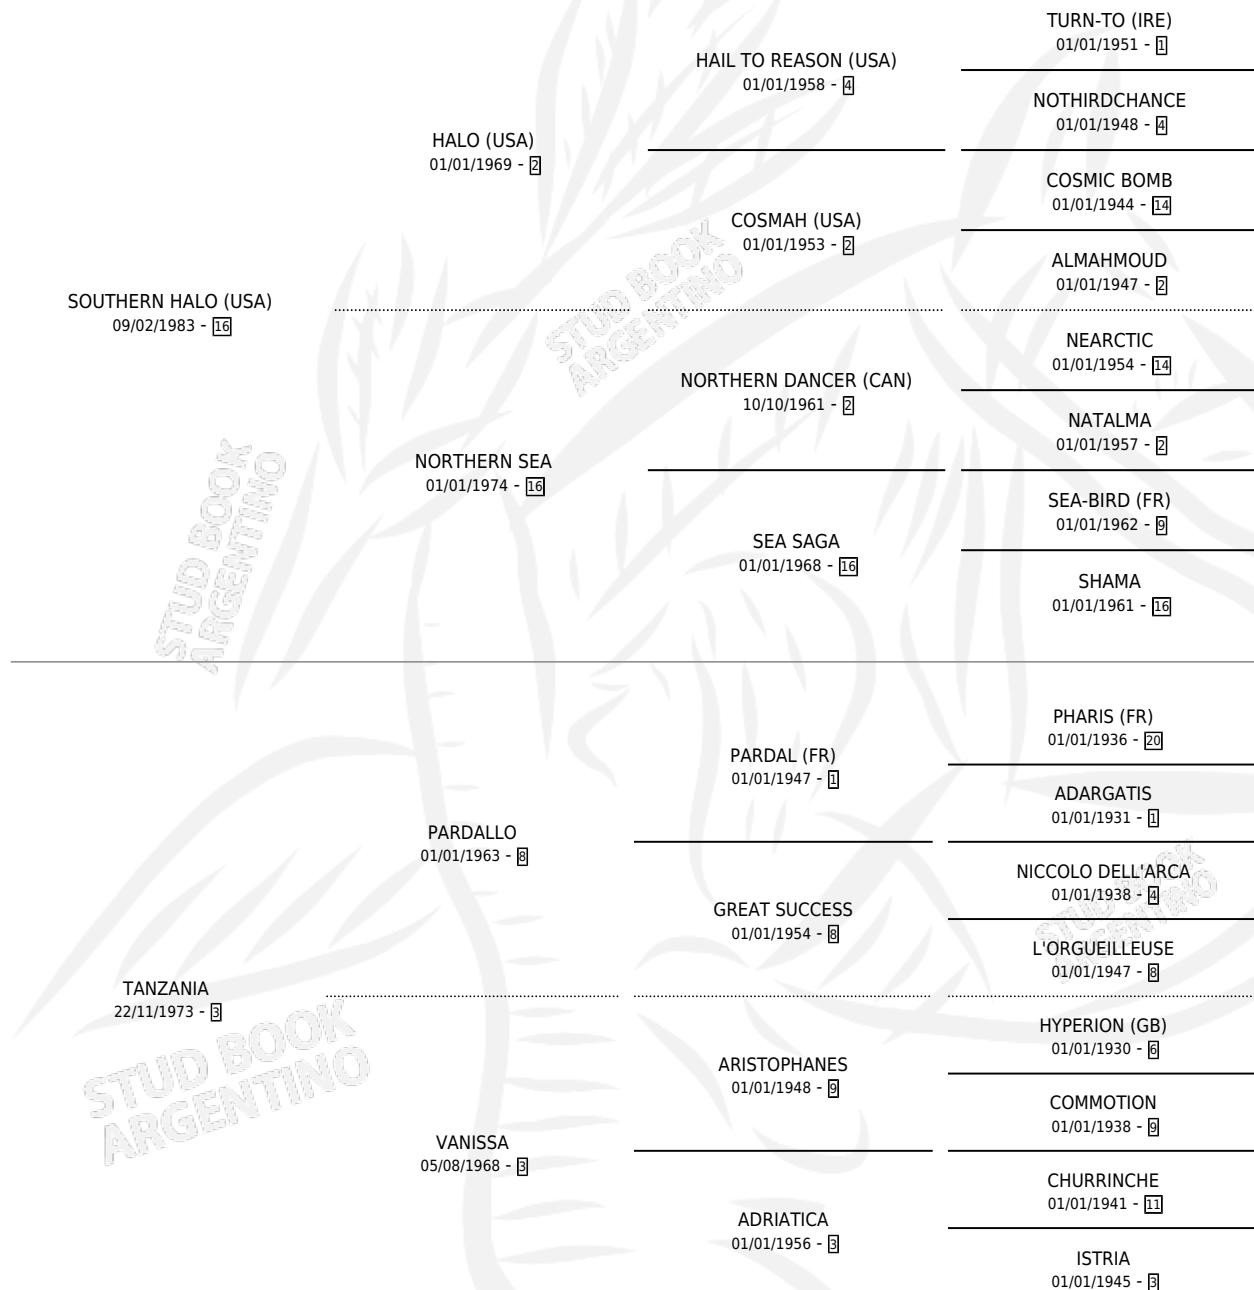 TURN-TO (IRE)
01/01/1951 - 1
HAIL TO REASON (USA)
01/01/1958 - 4
NOTHIRDCHANCE
01/01/1948 - 4
HALO (USA)
01/01/1969 - 2
COSMIC BOMB
01/01/1944 - 14
COSMAH (USA)
01/01/1953 - 2
ALMAHMOUD
01/01/1947 - 2
SOUTHERN HALO (USA)
09/02/1983 - 16
NEARCTIC
01/01/1954 - 14
NORTHERN DANCER (CAN)
10/10/1961 - 2
NATALMA
01/01/1957 - 2
NORTHERN SEA
01/01/1974 - 16
SEA-BIRD (FR)
01/01/1962 - 9
SEA SAGA
01/01/1968 - 16
SHAMA
01/01/1961 - 16
PHARIS (FR)
01/01/1936 - 20
PARDAL (FR)
01/01/1947 - 1
ADARGATIS
01/01/1931 - 1
PARDALLO
01/01/1963 - 8
NICCOLO DELL'ARCA
01/01/1938 - 4
GREAT SUCCESS
01/01/1954 - 8
L'ORGUEILLEUSE
01/01/1947 - 8
TANZANIA
22/11/1973 - 3
HYPERION (GB)
01/01/1930 - 6
ARISTOPHANES
01/01/1948 - 9
COMMOTION
01/01/1938 - 9
VANISSA
05/08/1968 - 3
CHURRINCHE
01/01/1941 - 11
ADRIATICA
01/01/1956 - 3
ISTRIA
01/01/1945 - 3
STUD BOOK
ARGENTINO
STUD BOOK
ARGENTINO
STUD BOOK
ARGENTINO
STUD BOOK
ARGENTINO